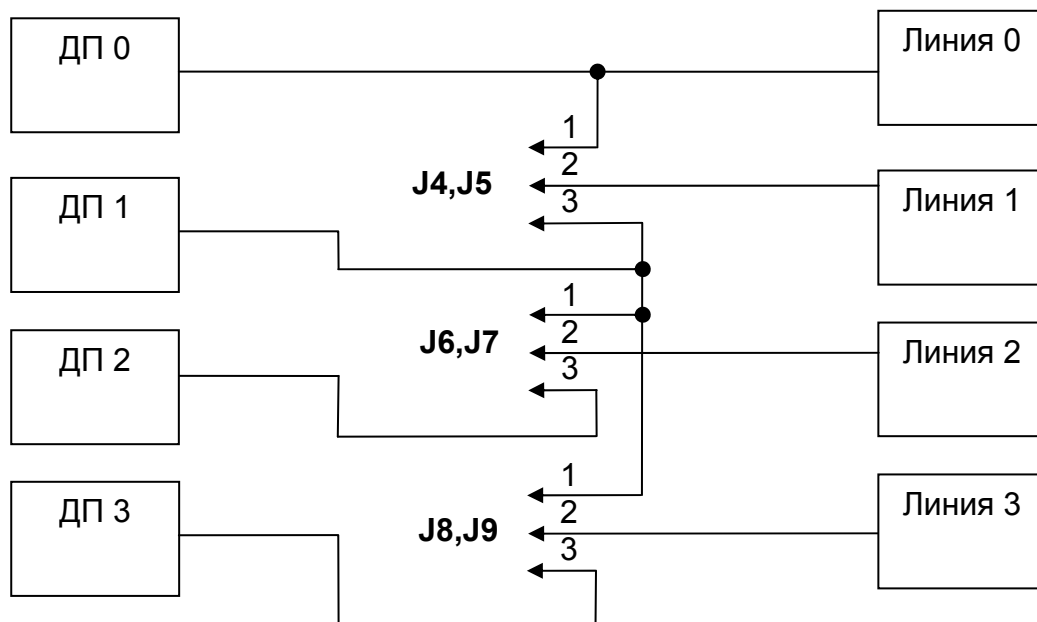 ДП 0
Линия 0
1
2
J4,J5
3
ДП 1
Линия 1
1
2
J6,J7
3
ДП 2
Линия 2
1
2
J8,J9
3
ДП 3
Линия 3